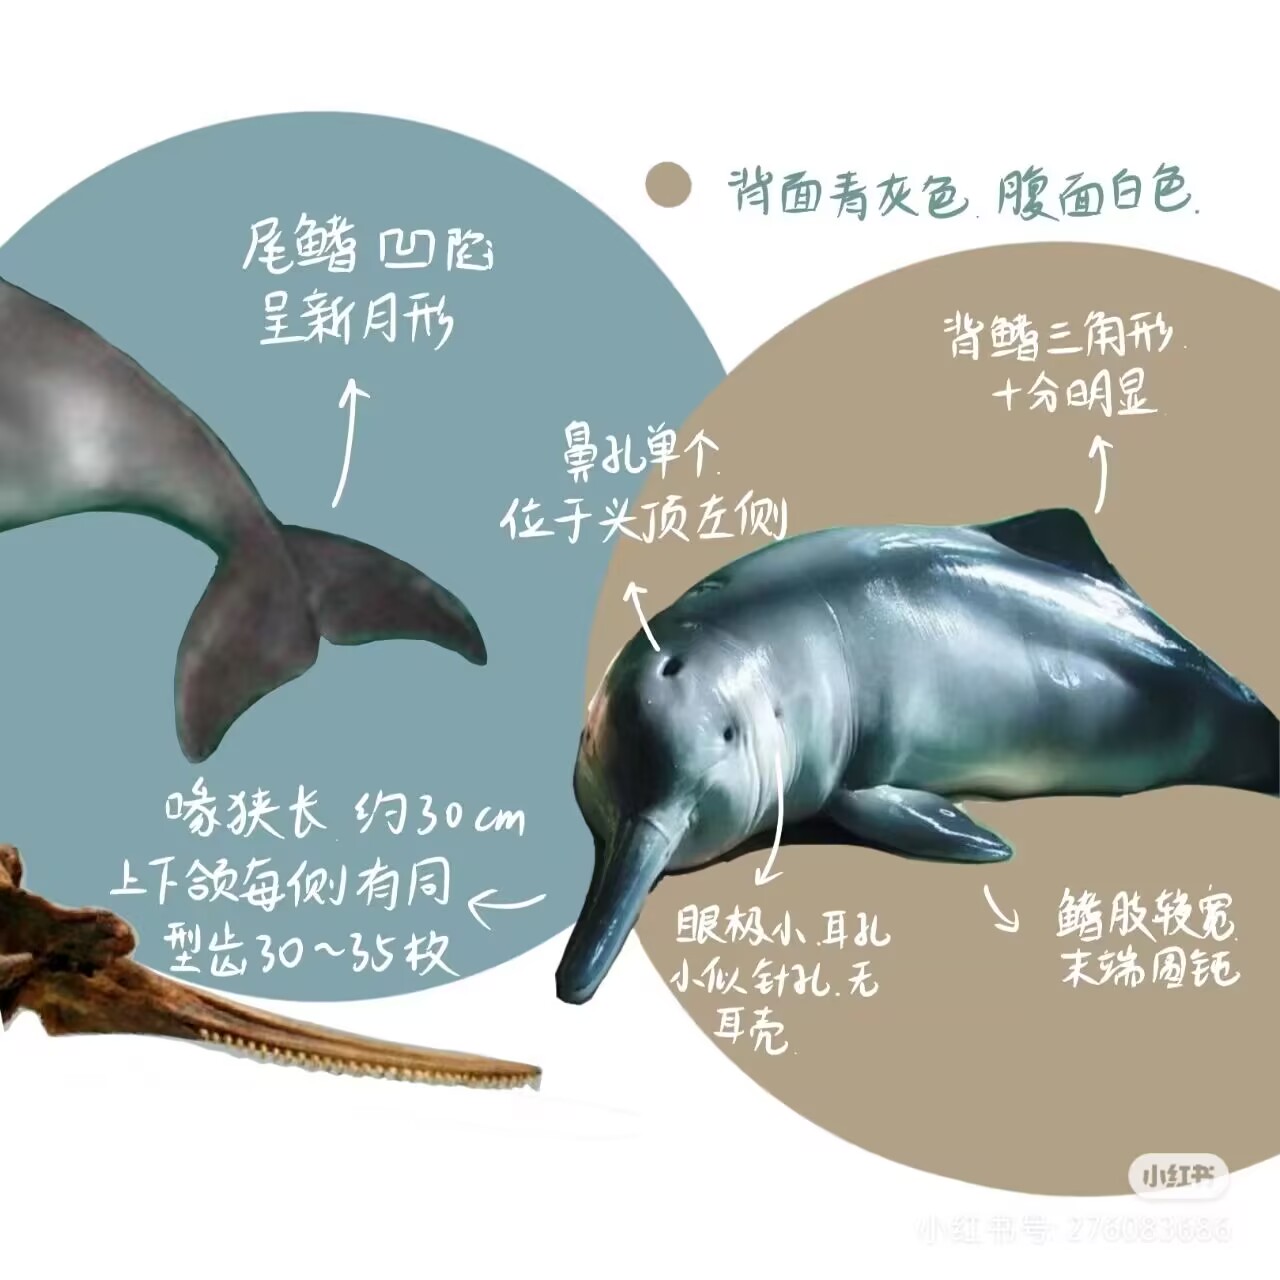 背面青灰色.腹面白色.
尾鳍凹陷
呈新月形
背鳍三角形.
十分明显
鼻孔单个.
位于头顶左侧
喙狭长.约30cm
上下颌每侧有同
型齿30~35枚
眼极小.耳孔
小似针孔.无
耳壳.
鳍肢较宽.
末端圆钝
小红书
小红书号:276083686